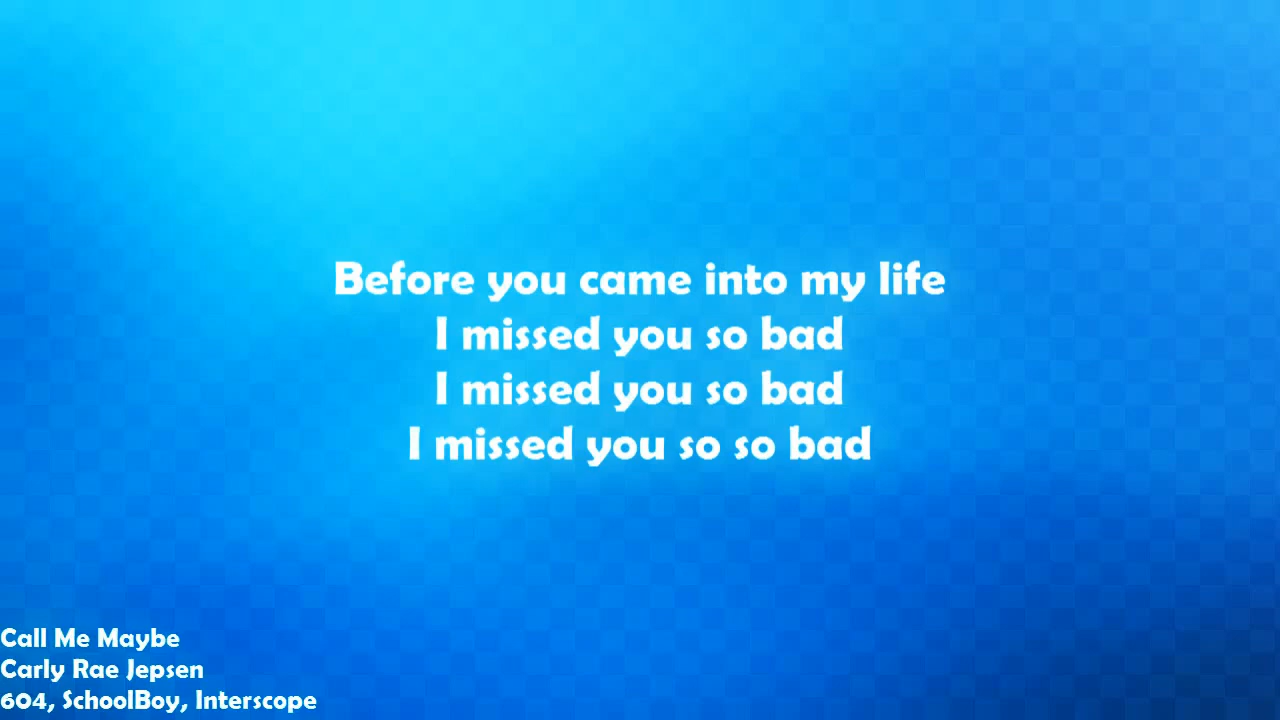 Before you came into my life
I missed you so bad
I missed you so bad
I missed you so so bad
Call Me Maybe
Carly Rae Jepsen
604, SchoolBoy, Interscope